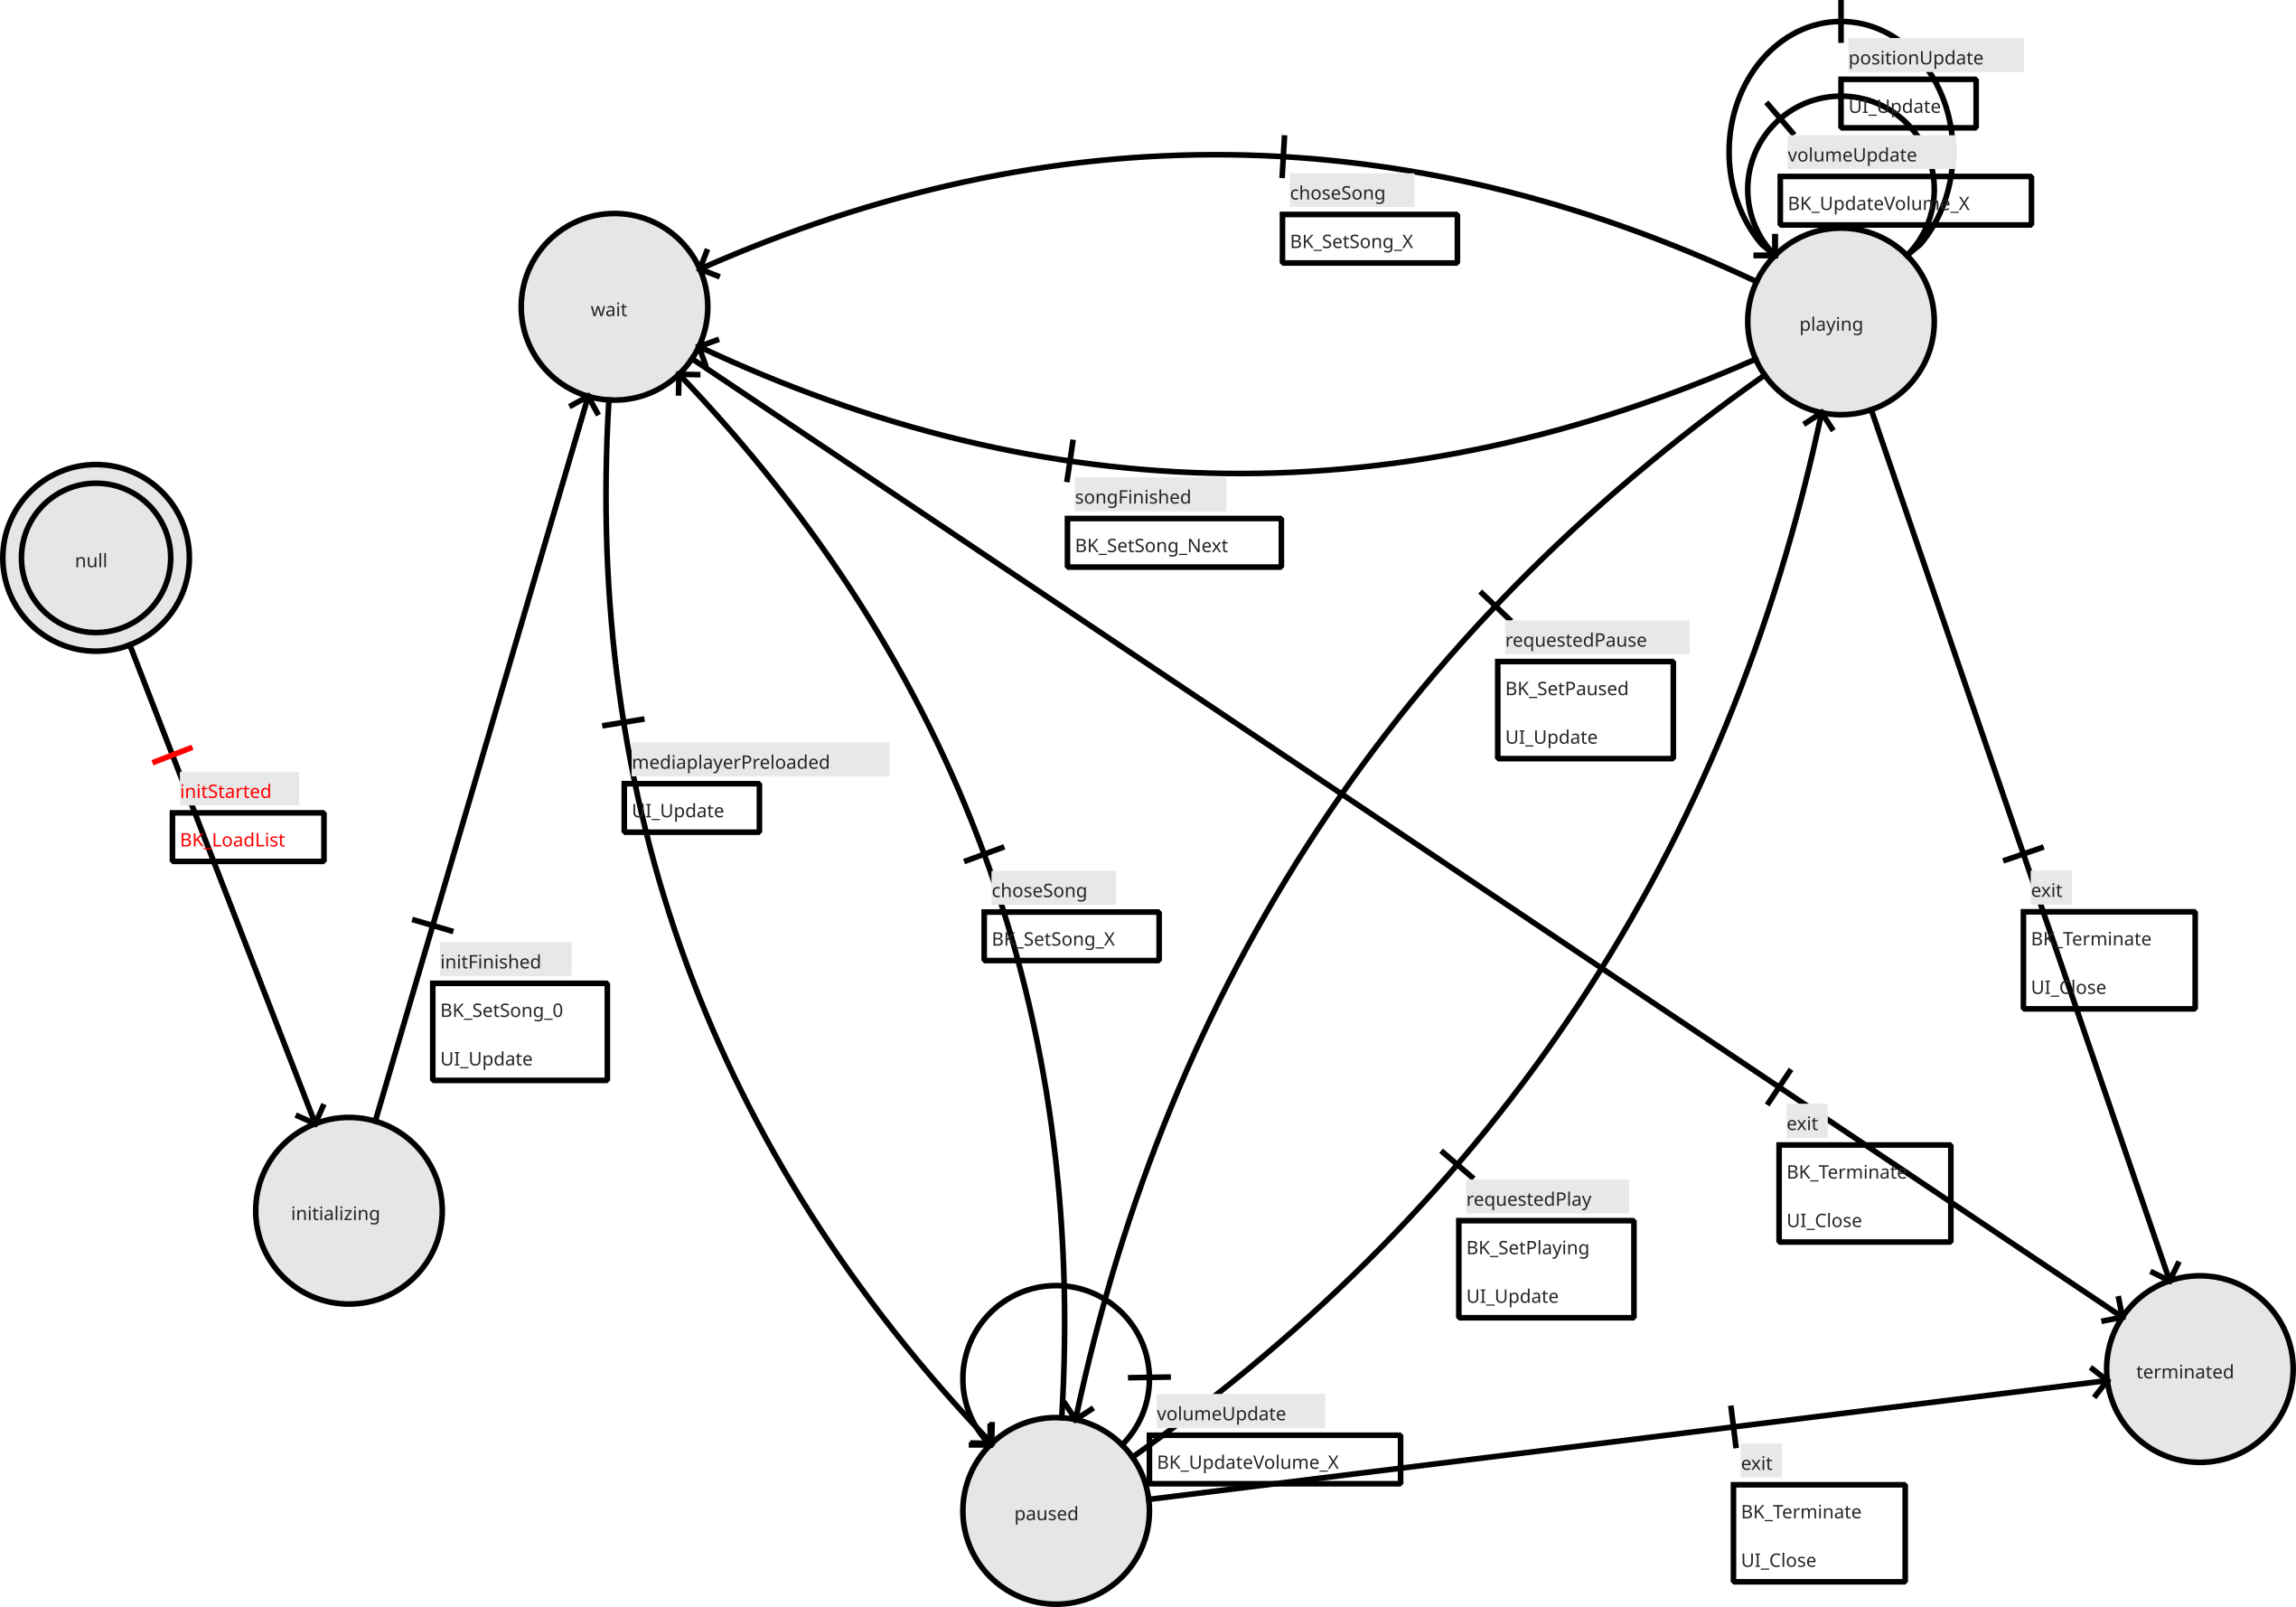 positionUpdate
UI_Update
volumeUpdate
BK_UpdateVolume_X
choseSong
BK_SetSong_X
wait
playing
songFinished
BK_SetSong_Next
null
requestedPause
BK_SetPaused
UI_Update
mediaplayerPreloaded
UI_Update
initStarted
BK_LoadList
choseSong
BK_SetSong_X
exit
BK_Terminate
UI_Close
initFinished
BK_SetSong_0
UI_Update
exit
BK_Terminate
UI_Close
requestedPlay
BK_SetPlaying
UI_Update
initializing
terminated
volumeUpdate
BK_UpdateVolume_X
paused
exit
BK_Terminate
UI_Close